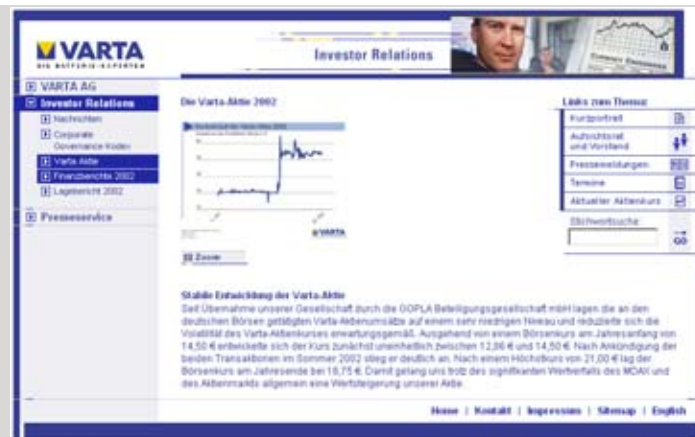 VARTA
DIE BATTERIE-EXPERTEN
Investor Relations
VARTA AG
Investor Relations
Nachrichten
Corporate
Governance Kodex
Varta Aktie
Finanzberichte 2002
Lagebericht 2002
Presseservice
Die Varta-Aktie 2002
VARTA
Zoom
Links zum Thema:
Kurzportrait
Aufsichtsrat
und Vorstand
Pressemeldungen
Termine
Aktueller Aktienkurs
Stichwortsuche
GO
Stabile Entwicklung der Varta-Aktie
Seit Übernahme unserer Gesellschaft durch die GOPLA Beteiligungsgesellschaft mbH lagen die an den
deutschen Börsen getätigten Varta-Aktienumsätze auf einem sehr niedrigen Niveau und reduzierte sich die
Volatilität des Varta-Aktienkurses erwartungsgemäß. Ausgehend von einem Börsenkurs am Jahresanfang von
14,50 € entwickelte sich der Kurs zunächst uneinheitlich zwischen 12,86 € und 14,50 €. Nach Ankündigung der
beiden Transaktionen im Sommer 2002 stieg er deutlich an. Nach einem Höchstkurs von 21,00 € lag der
Börsenkurs am Jahresende bei 18,75 €. Damit gelang uns trotz des signifikanten Wertverfalls des MDAX und
des Aktienmarkts allgemein eine Wertsteigerung unserer Aktie.
Home | Kontakt | Impressum | Sitemap | English